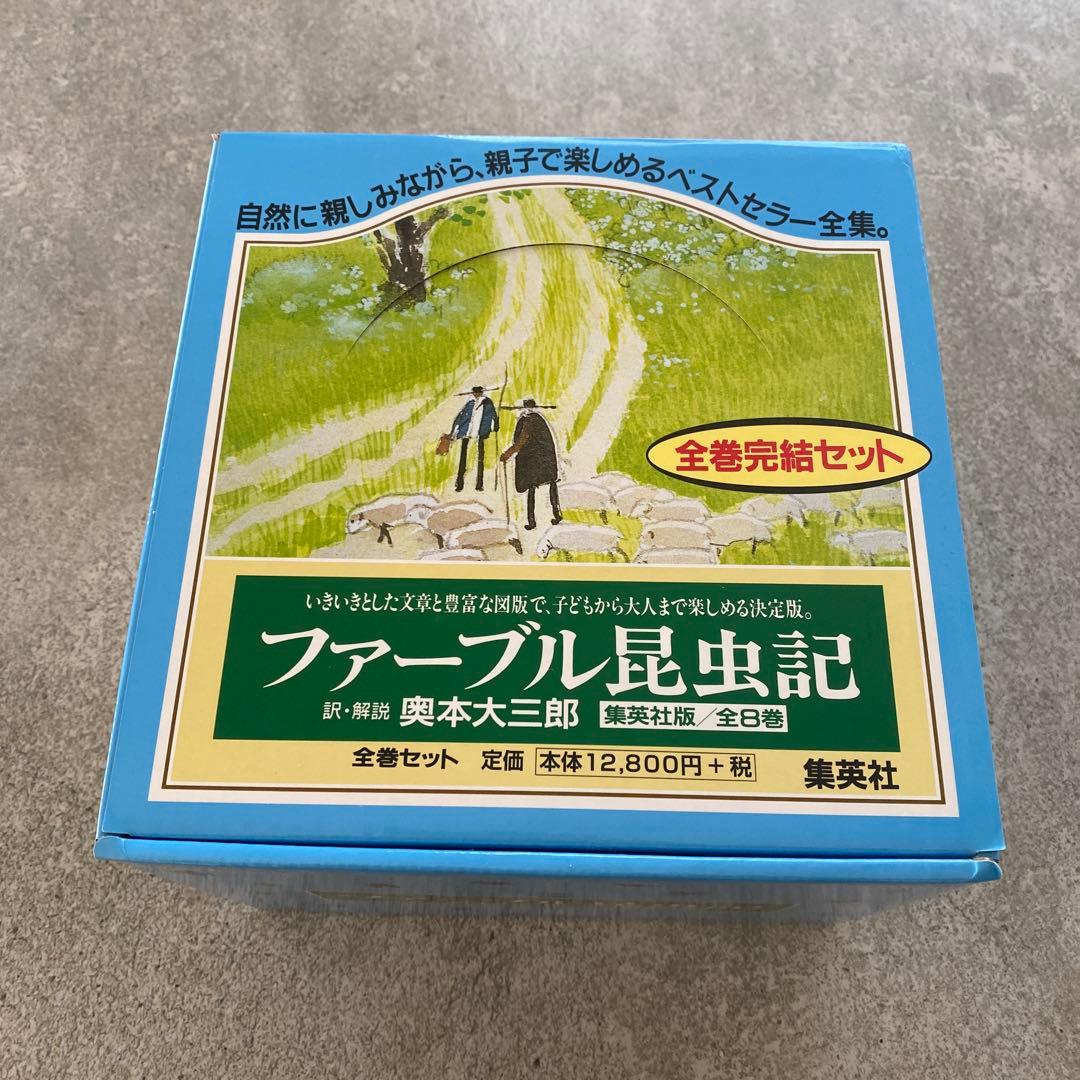 自然に親しみながら、親子で楽しめるベストセラー全集。
全巻完結セット
いきいきとした文章と豊富な図版で、子どもから大人まで楽しめる決定版。
ファーブル昆虫記
訳・解説 奥本大三郎 集英社版/全8巻
全巻セット 定価 本体12,800円+税 集英社